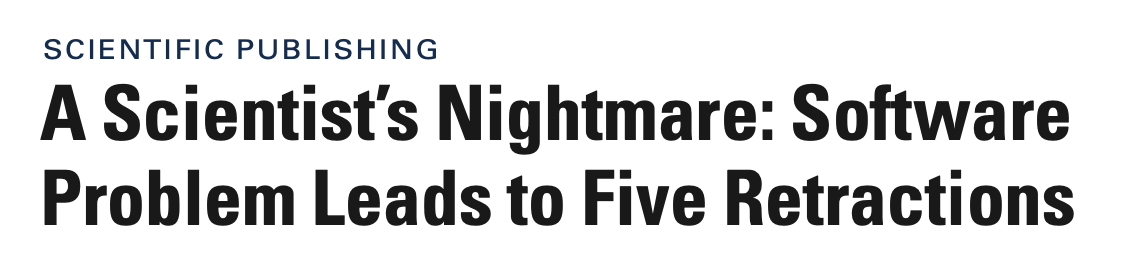 SCIENTIFIC PUBLISHING
A Scientist’s Nightmare: Software
Problem Leads to Five Retractions